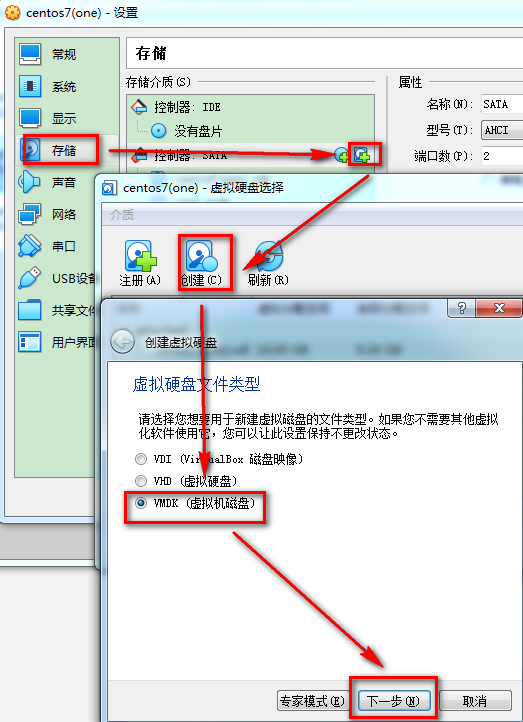 centos7(one) - 设置
常规
系统
显示
存储
声音
网络
串口
USB设备
共享文件
用户界面
存储
存储介质(S)
控制器: IDE
没有盘片
控制器: SATA
属性
名称(N): SATA
型号(T): AHCI
端口数(P): 2
centos7(one) - 虚拟硬盘选择
介质
注册(A)
创建(C)
刷新(R)
?
创建虚拟硬盘
虚拟硬盘文件类型
请选择您想要用于新建虚拟磁盘的文件类型。如果您不需要其他虚拟
化软件使用它，您可以让此设置保持不更改状态。
VDI (VirtualBox 磁盘映像)
VHD (虚拟硬盘)
VMDK (虚拟机磁盘)
专家模式(E)
下一步(N)
取消